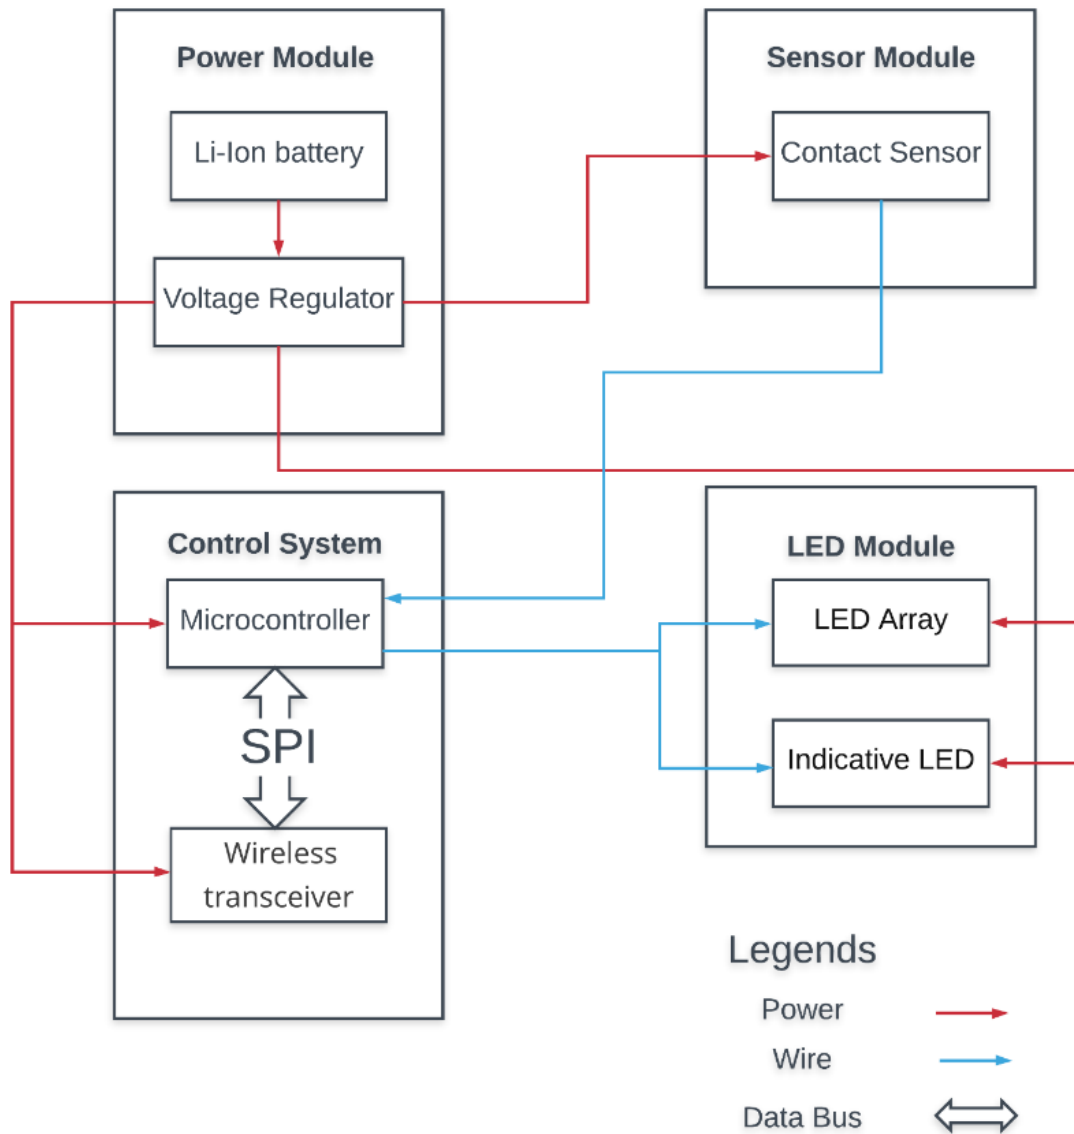 Power Module
Li-Ion battery
Voltage Regulator
Sensor Module
Contact Sensor
Control System
Microcontroller
SPI
Wireless
transceiver
LED Module
LED Array
Indicative LED
Legends
Power
Wire
Data Bus